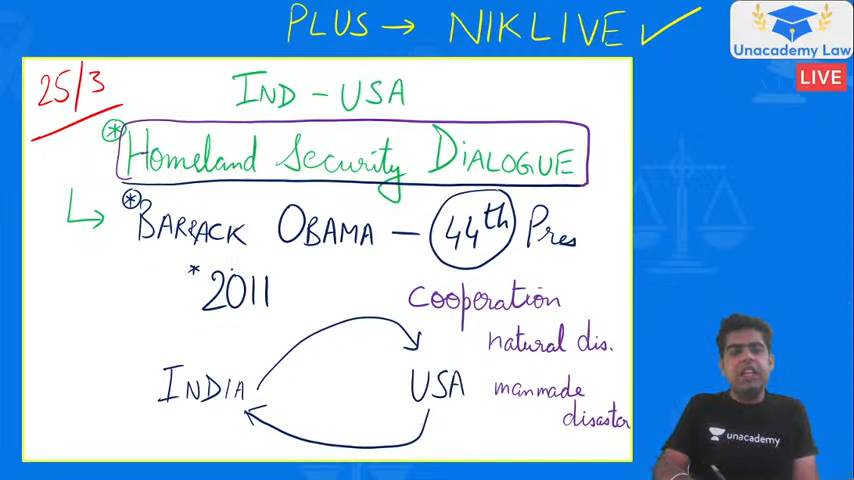 PLUS → NIKLIVE ✓
Unacademy Law
LIVE
25/3
IND - USA
* Homeland Security DIALOGUE
* BARRACK OBAMA - 44th Pres
* 2011
cooperation
natural dis.
INDIA
USA
manmade
disaster
unacademy